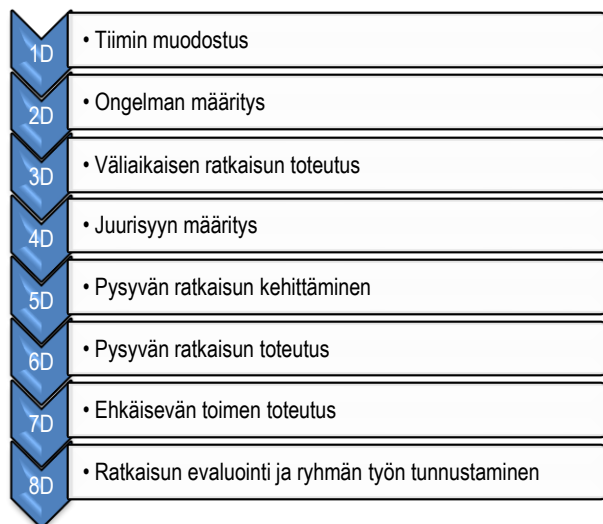 1D • Tiimin muodostus
2D • Ongelman määritys
3D • Väliaikaisen ratkaisun toteutus
4D • Juurisyyn määritys
5D • Pysyvän ratkaisun kehittäminen
6D • Pysyvän ratkaisun toteutus
7D • Ehkäisevän toimen toteutus
8D • Ratkaisun evaluointi ja ryhmän työn tunnustaminen